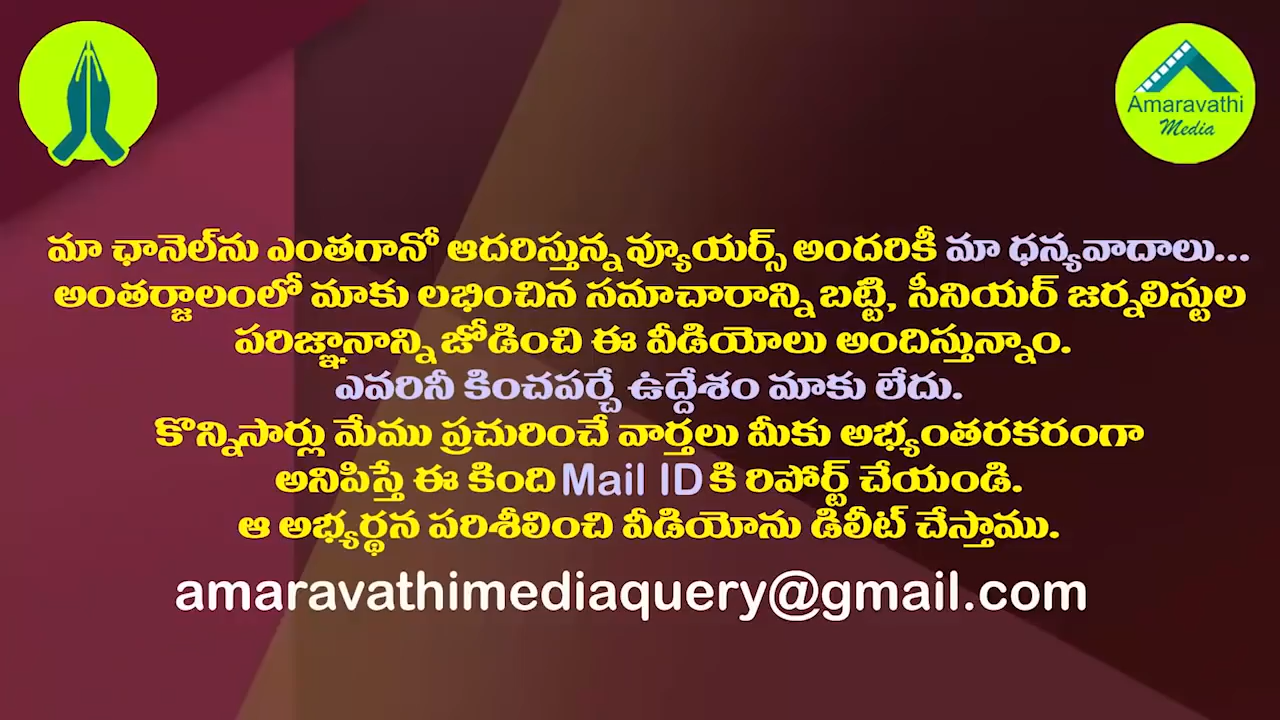 Amaravathi
Media
మా ఛానెల్‌ను ఎంతగానో ఆదరిస్తున్న వ్యూయర్స్ అందరికీ మా ధన్యవాదాలు...
అంతర్జాలంలో మాకు లభించిన సమాచారాన్ని బట్టి, సీనియర్ జర్నలిస్టుల
పరిజ్ఞానాన్ని జోడించి ఈ వీడియోలు అందిస్తున్నాం.
ఎవరినీ కించపర్చే ఉద్దేశం మాకు లేదు.
కొన్నిసార్లు మేము ప్రచురించే వార్తలు మీకు అభ్యంతరకరంగా
అనిపిస్తే ఈ కింది Mail ID కి రిపోర్ట్ చేయండి.
ఆ అభ్యర్థన పరిశీలించి వీడియోను డిలీట్ చేస్తాము.
amaravathimediaquery@gmail.com